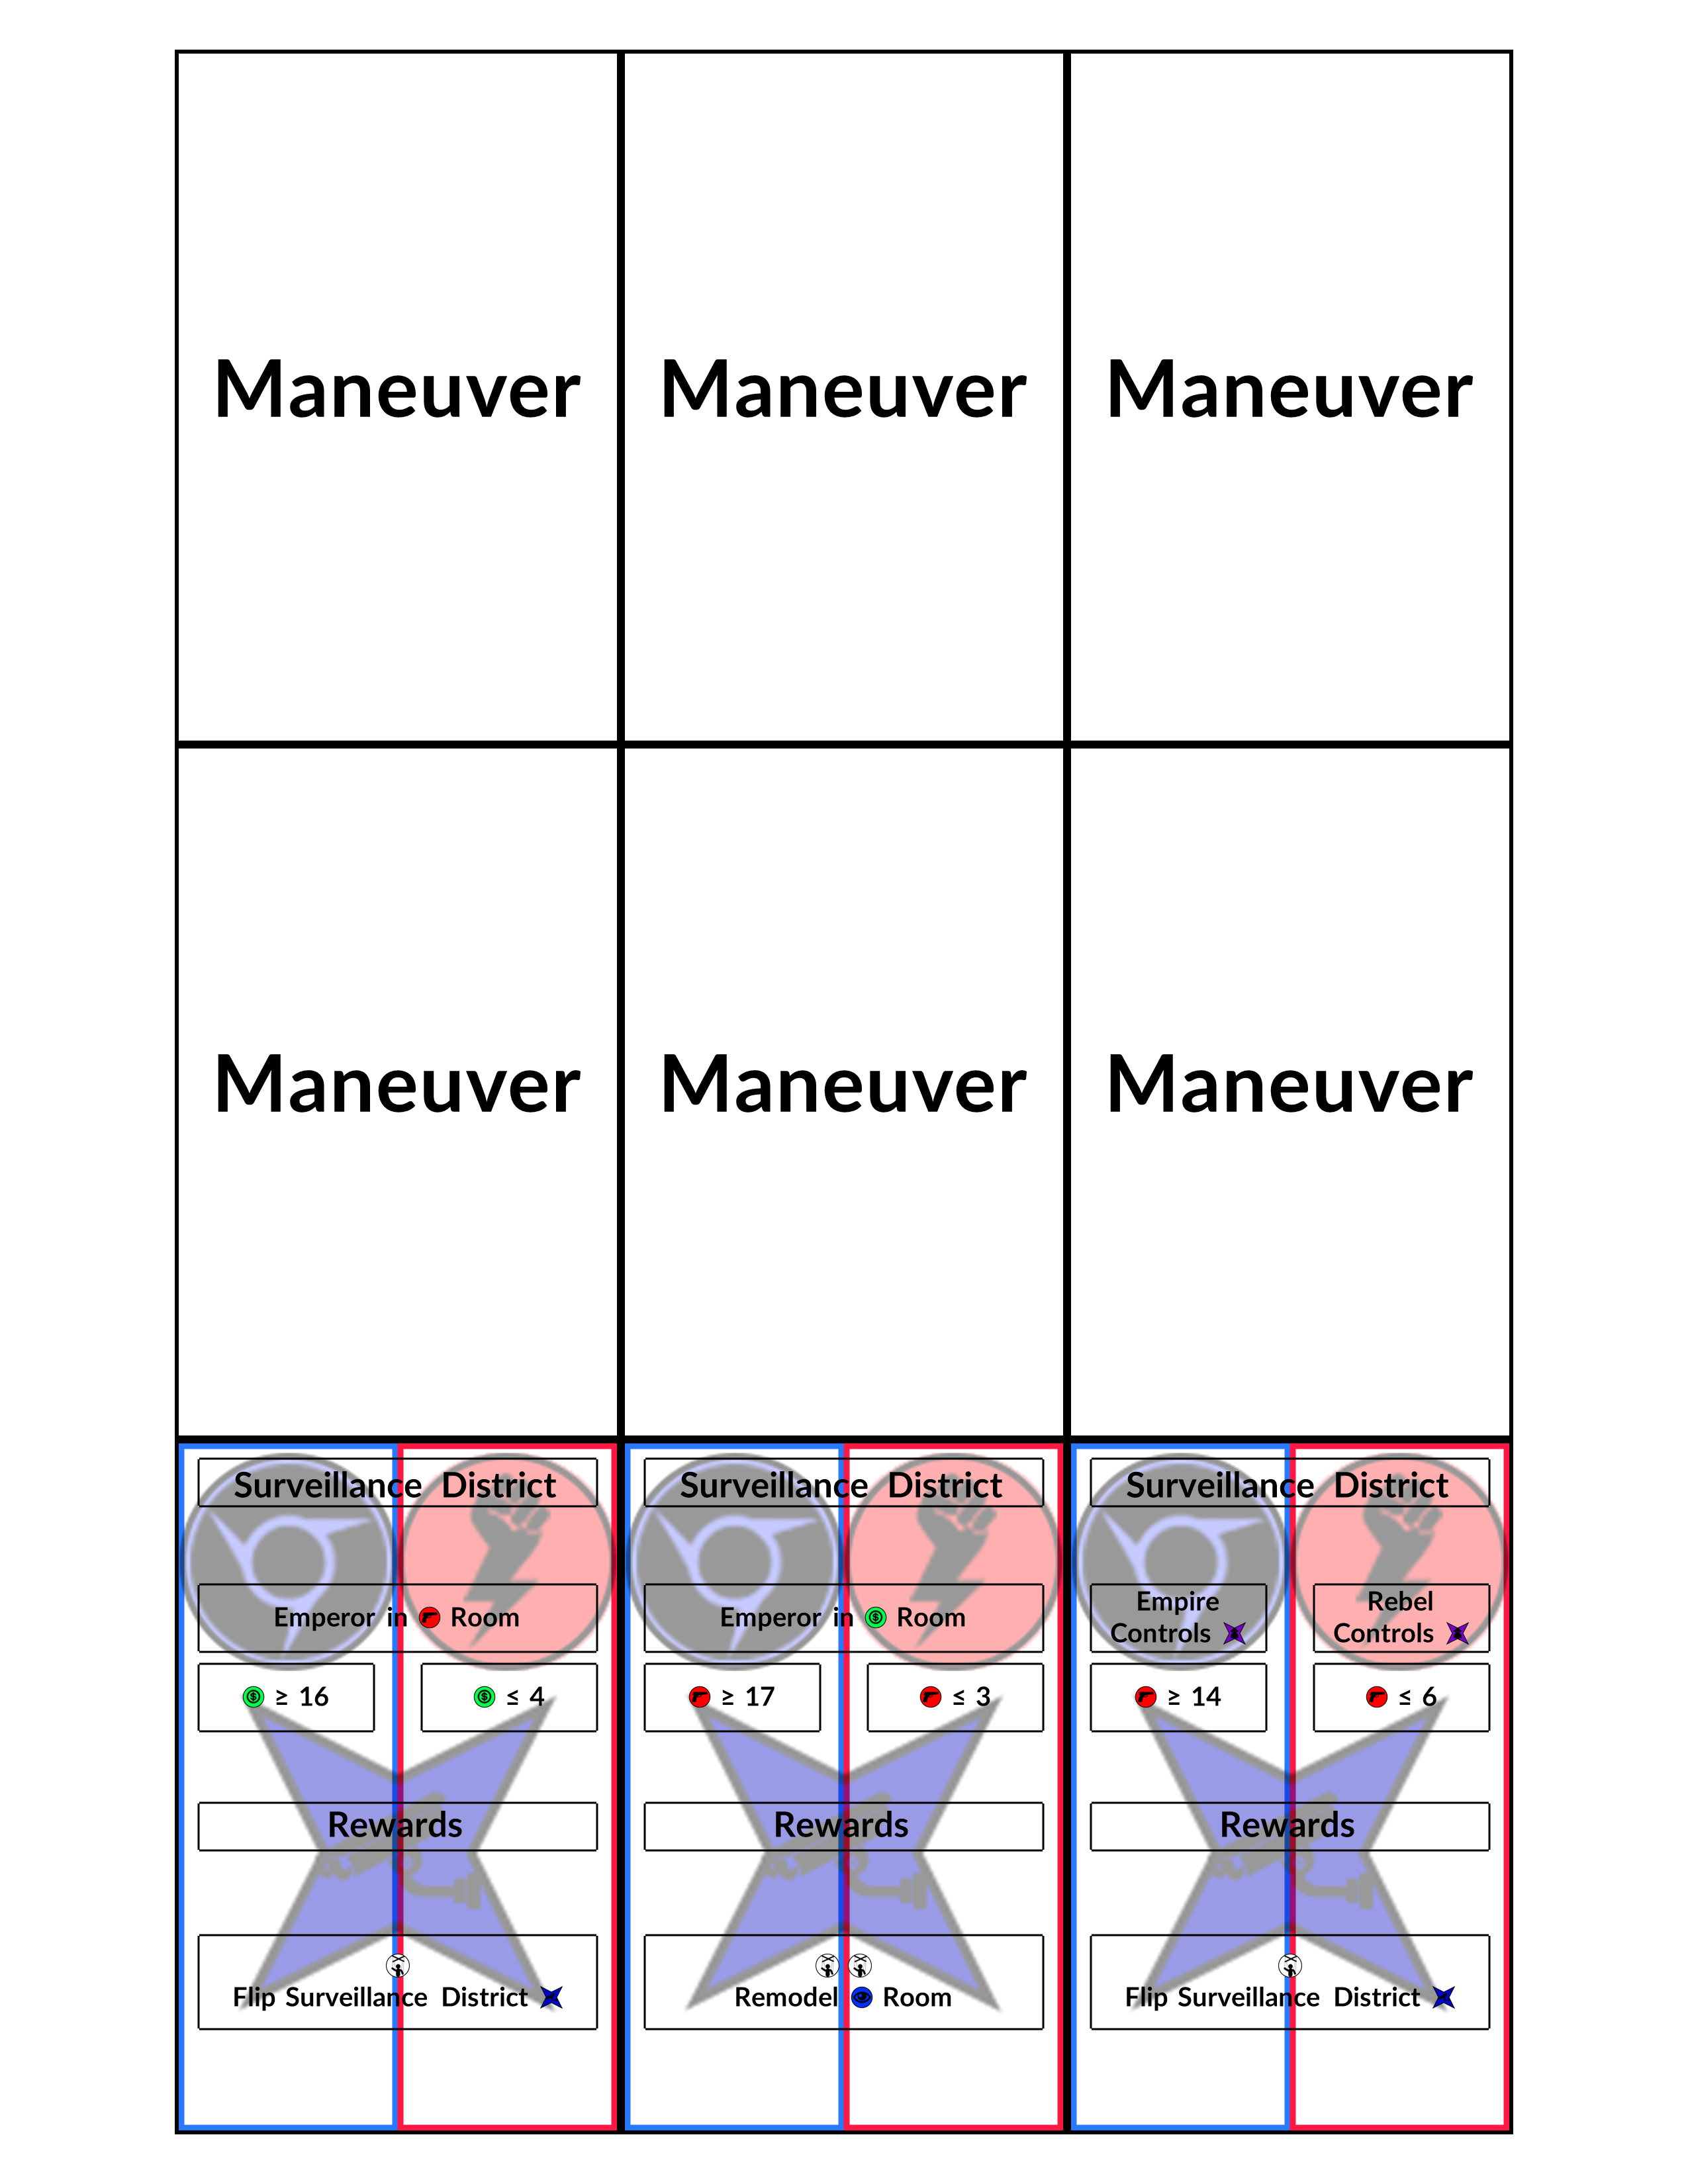 Maneuver Maneuver Maneuver
Maneuver Maneuver Maneuver
Surveillance District
Emperor in Room
≥ 16
≤ 4
Rewards
Flip Surveillance District
Surveillance District
Emperor in $ Room
≥ 17
≤ 3
Rewards
Remodel Room
Surveillance District
Empire
Controls
Rebel
Controls
≥ 14
≤ 6
Rewards
Flip Surveillance District